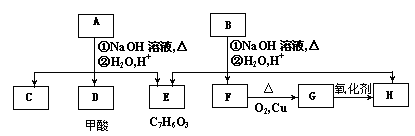 A
B
①NaOH 溶液,△
②H₂O,H⁺
①NaOH 溶液,△
②H₂O,H⁺
C
D
E
F
△
O₂,Cu
G
氧化剂
H
甲酸
C₇H₆O₃